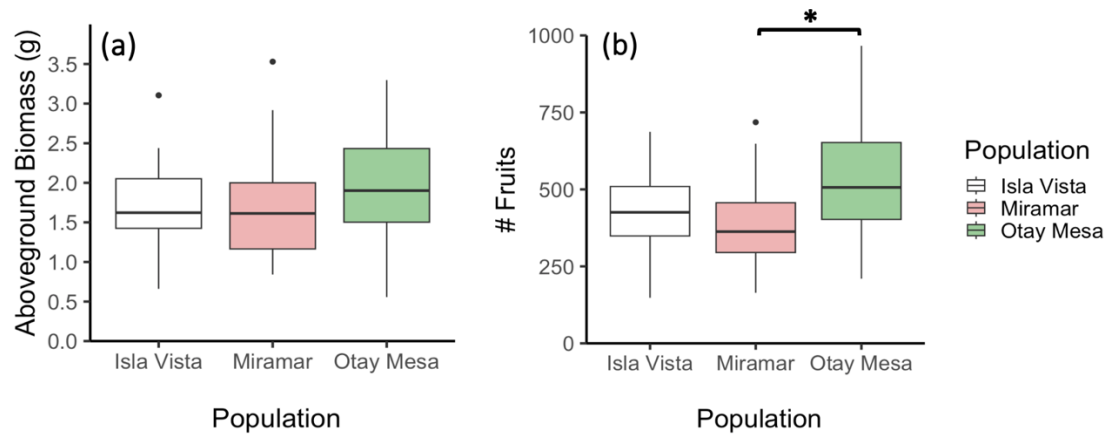 (a)
Aboveground Biomass (g)
3.5
3.0
2.5
2.0
1.5
1.0
0.5
0.0
Isla Vista Miramar Otay Mesa
Population
*
(b)
# Fruits
1000
750
500
250
0
Isla Vista Miramar Otay Mesa
Population
Population
Isla Vista
Miramar
Otay Mesa